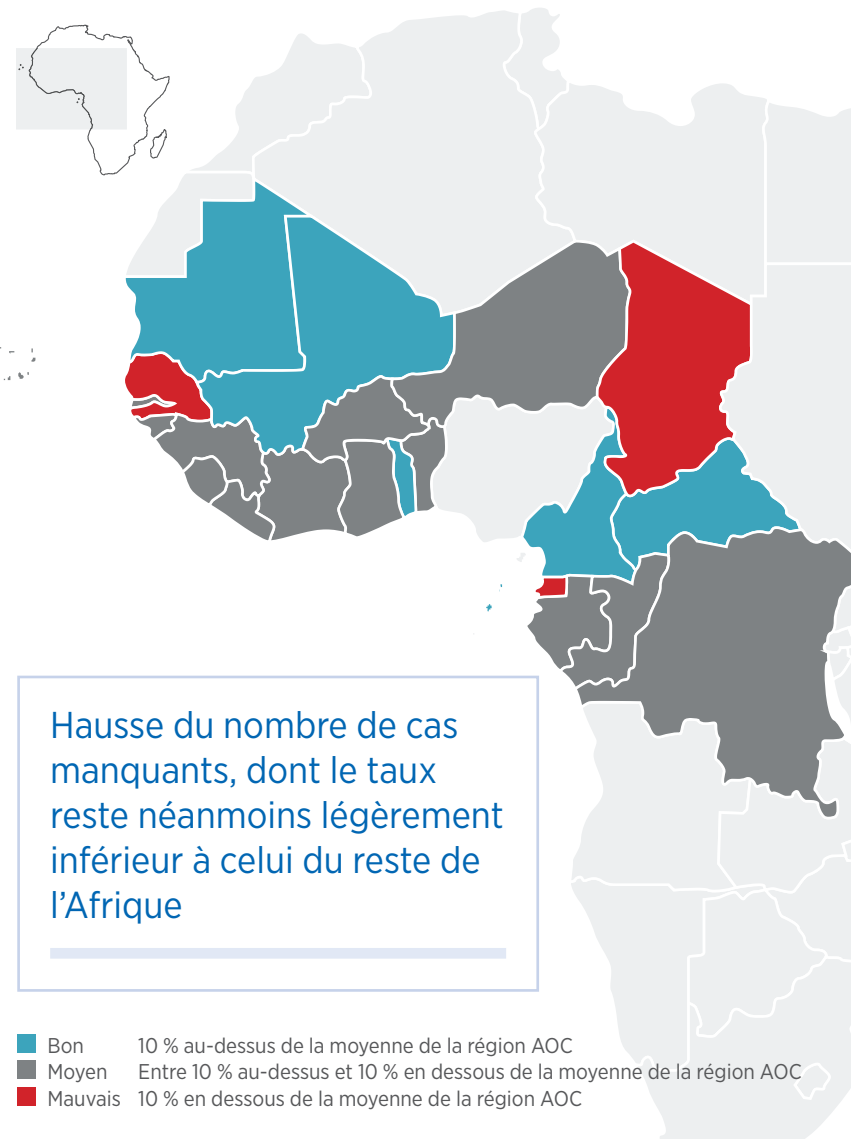 Hausse du nombre de cas
manquants, dont le taux
reste néanmoins légèrement
inférieur à celui du reste de
l'Afrique
Bon 10 % au-dessus de la moyenne de la région AOC
Moyen Entre 10 % au-dessus et 10 % en dessous de la moyenne de la région AOC
Mauvais 10 % en dessous de la moyenne de la région AOC